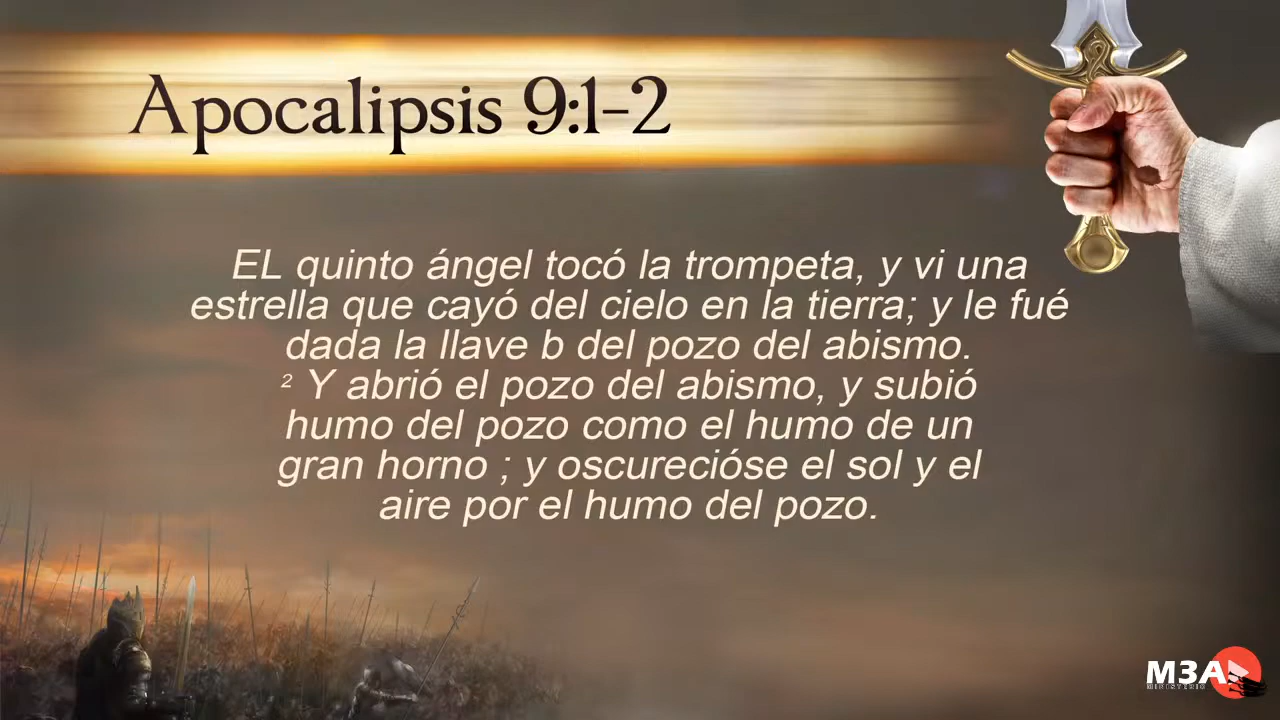 Apocalipsis 9:1-2
EL quinto ángel tocó la trompeta, y vi una
estrella que cayó del cielo en la tierra; y le fué
dada la llave b del pozo del abismo.
2 Y abrió el pozo del abismo, y subió
humo del pozo como el humo de un
gran horno ; y oscurecióse el sol y el
aire por el humo del pozo.
M3A
MINISTERIO